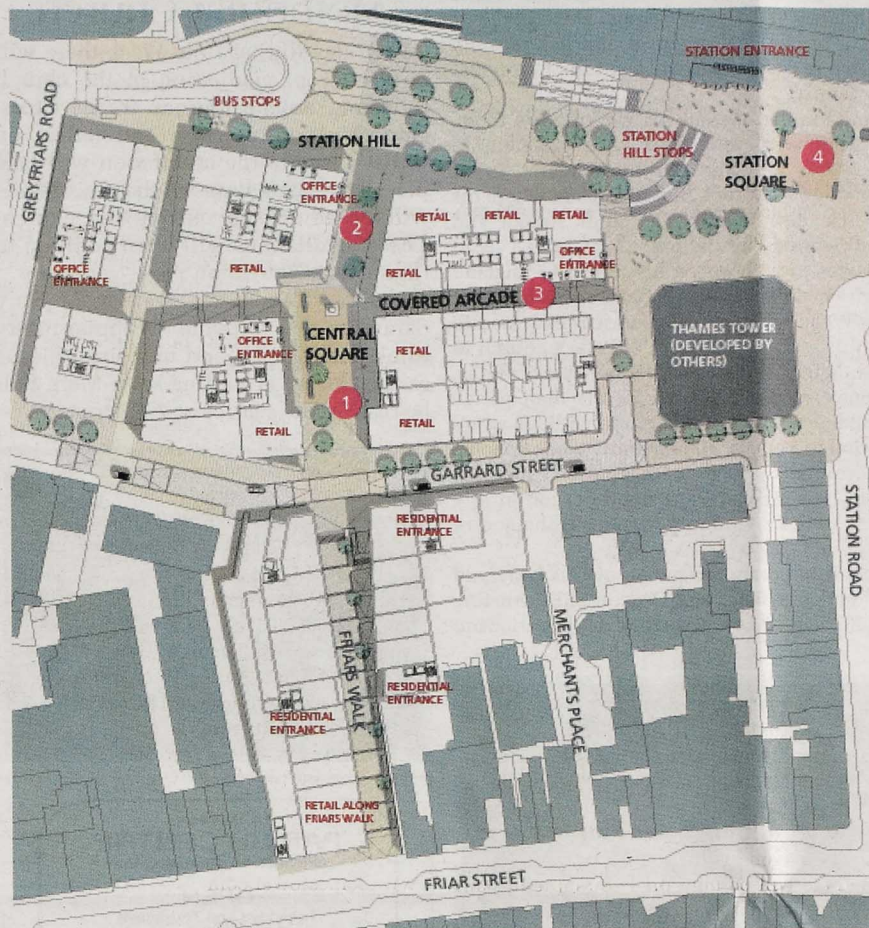 STATION ENTRANCE
GREYFRIARS ROAD
BUS STOPS
STATION HILL
STATION
HILL STOPS
STATION
SQUARE
4
OFFICE
ENTRANCE
2
RETAIL
RETAIL
RETAIL
OFFICE
ENTRANCE
RETAIL
RETAIL
OFFICE
ENTRANCE
COVERED ARCADE
3
CENTRAL
SQUARE
OFFICE
ENTRANCE
RETAIL
THAMES TOWER
(DEVELOPED BY
OTHERS)
1
RETAIL
RETAIL
GARRARD STREET
STATION ROAD
RESIDENTIAL
ENTRANCE
FRIARS WALK
MERCHANTS PLACE
RESIDENTIAL
ENTRANCE
RESIDENTIAL
ENTRANCE
RETAIL ALONG
FRIARS WALK
FRIAR STREET